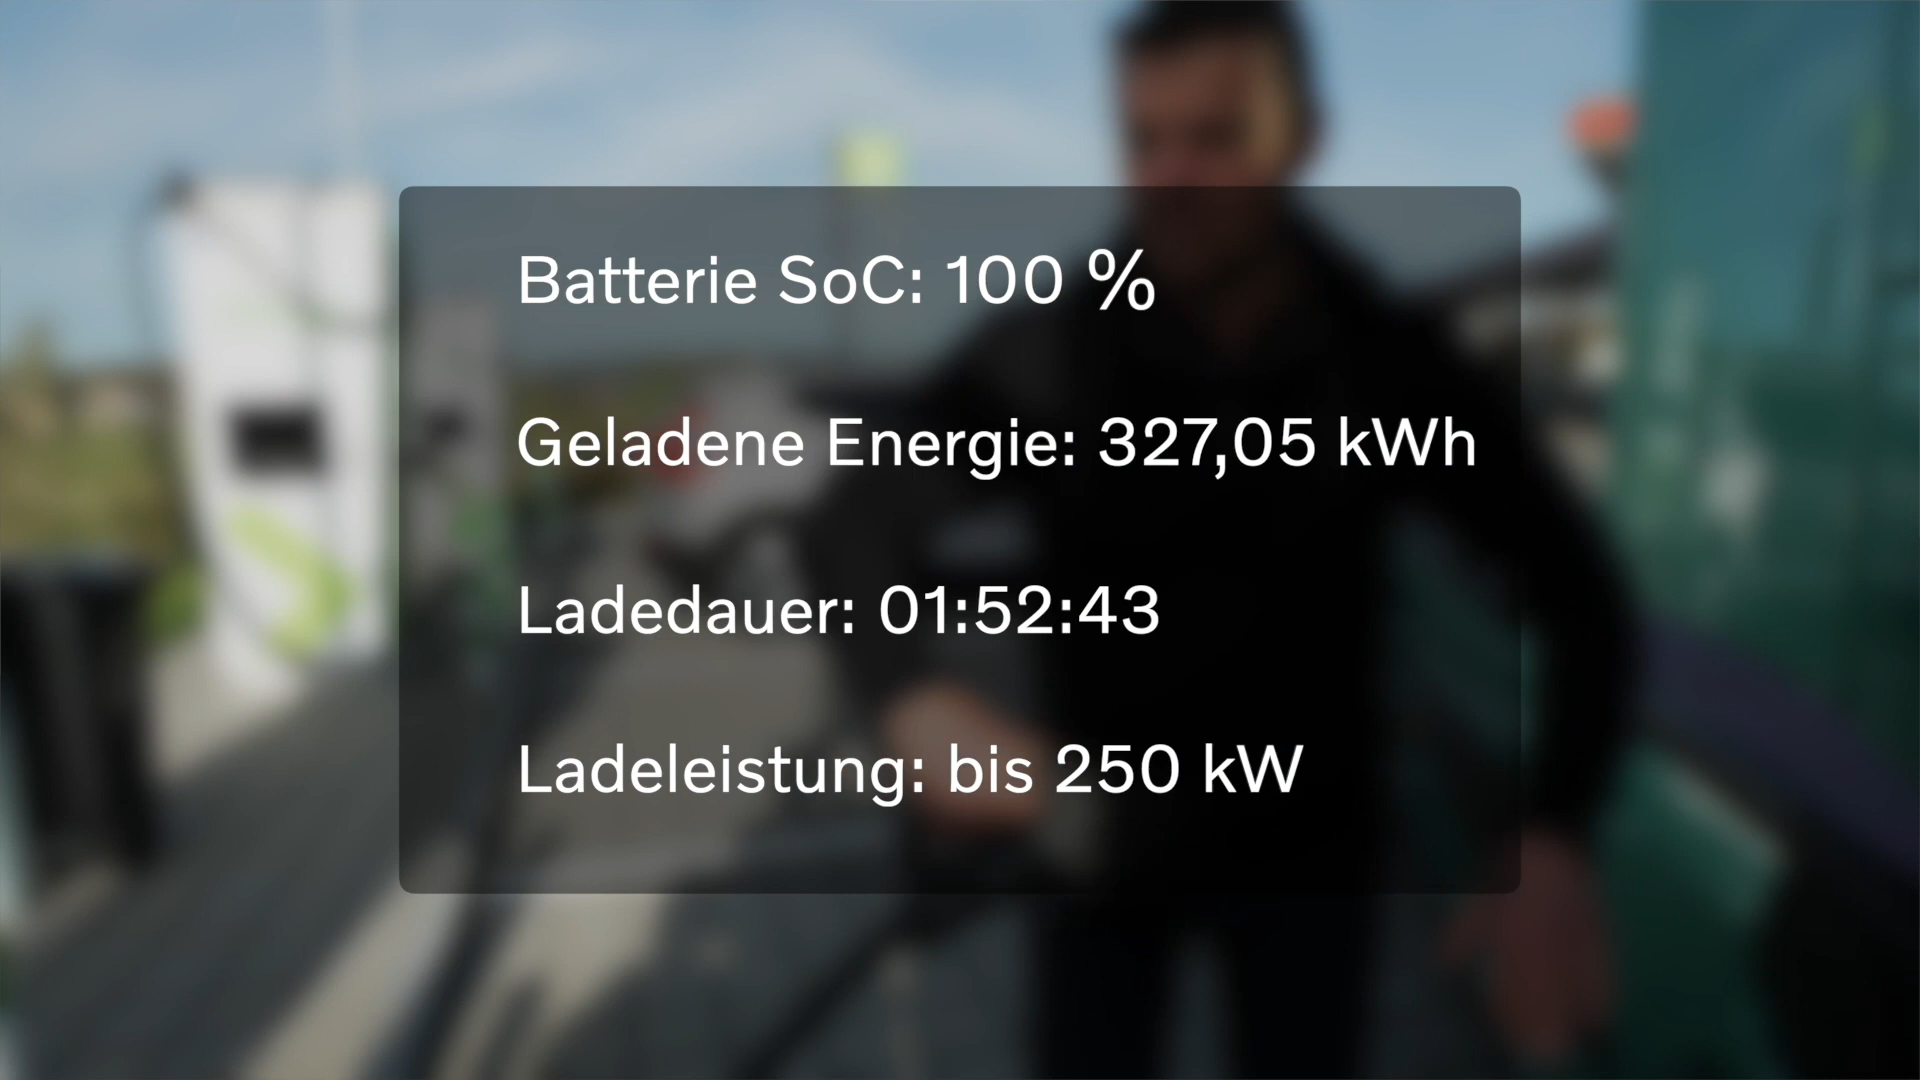 Batterie SoC: 100 %
Geladene Energie: 327,05 kWh
Ladedauer: 01:52:43
Ladeleistung: bis 250 kW